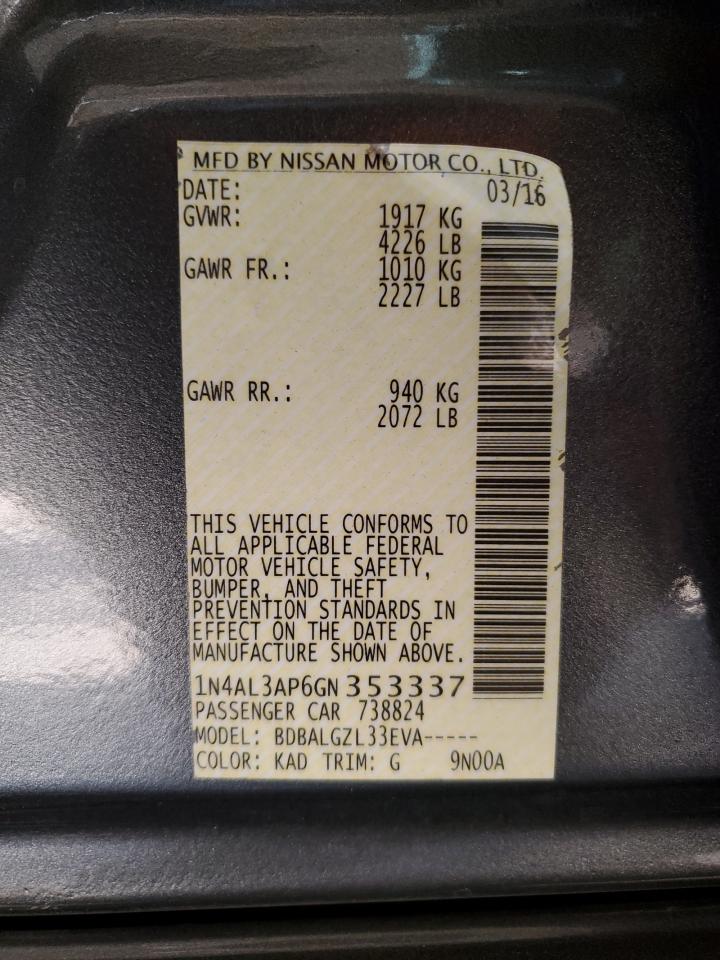 MFD BY NISSAN MOTOR CO., LTD.
DATE: 03/16
GVWR: 1917 KG
4226 LB
GAWR FR.: 1010 KG
2227 LB
GAWR RR.: 940 KG
2072 LB
THIS VEHICLE CONFORMS TO
ALL APPLICABLE FEDERAL
MOTOR VEHICLE SAFETY,
BUMPER, AND THEFT
PREVENTION STANDARDS IN
EFFECT ON THE DATE OF
MANUFACTURE SHOWN ABOVE.
1N4AL3AP6GN 353337
PASSENGER CAR 738824
MODEL: BDBALGZL33EVA-----
COLOR: KAD TRIM: G 9N00A